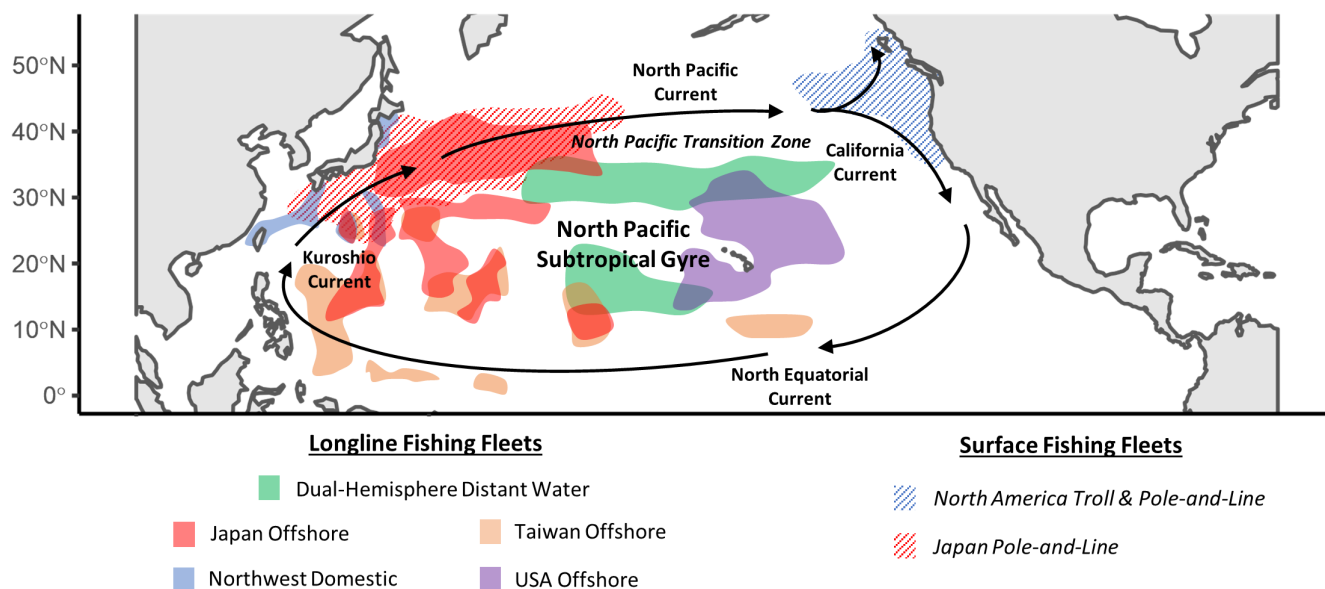 50°N
40°N
30°N
20°N
10°N
0°
North Pacific
Current
North Pacific Transition Zone
California
Current
North Pacific
Subtropical Gyre
Kuroshio
Current
North Equatorial
Current
Longline Fishing Fleets
Dual-Hemisphere Distant Water
Japan Offshore
Taiwan Offshore
Northwest Domestic
USA Offshore
Surface Fishing Fleets
North America Troll & Pole-and-Line
Japan Pole-and-Line